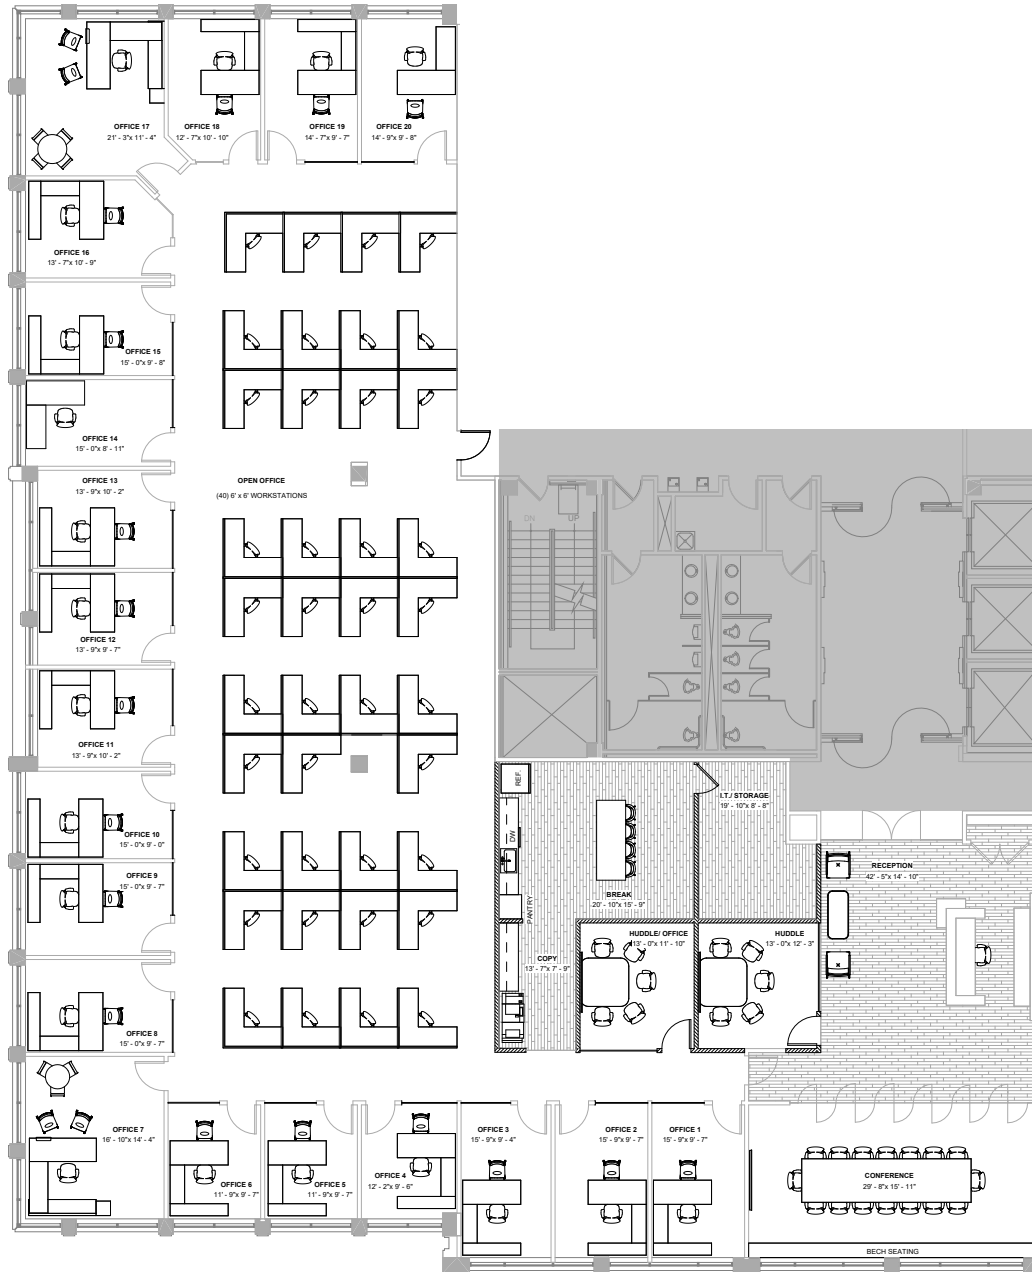 OFFICE 17
21' - 3"x 11' - 4"
OFFICE 18
12' - 7"x 10' - 10"
OFFICE 19
14' - 7"x 9' - 7"
OFFICE 20
14' - 9"x 9' - 8"
OFFICE 16
13' - 7"x 10' - 9"
OFFICE 15
15' - 0"x 9' - 8"
OFFICE 14
15' - 0"x 8' - 11"
OFFICE 13
13' - 9"x 10' - 2"
OPEN OFFICE
(40) 6' x 6' WORKSTATIONS
DN
UP
OFFICE 12
13' - 9"x 9' - 7"
OFFICE 11
13' - 9"x 10' - 2"
REF.
I.T./ STORAGE
19' - 10"x 8' - 8"
DW
OFFICE 10
15' - 0"x 9' - 0"
OFFICE 9
15' - 0"x 9' - 7"
BREAK
20' - 10"x 15' - 9"
PANTRY
RECEPTION
42' - 5"x 14' - 10"
HUDDLE/ OFFICE
13' - 0"x 11' - 10"
HUDDLE
13' - 0"x 12' - 3"
COPY
13' - 7"x 7' - 9"
OFFICE 8
15' - 0"x 9' - 7"
OFFICE 7
16' - 10"x 14' - 4"
OFFICE 6
11' - 9"x 9' - 7"
OFFICE 5
11' - 9"x 9' - 7"
OFFICE 4
12' - 2"x 9' - 6"
OFFICE 3
15' - 9"x 9' - 4"
OFFICE 2
15' - 9"x 9' - 7"
OFFICE 1
15' - 9"x 9' - 7"
CONFERENCE
29' - 8"x 15' - 11"
BECH SEATING